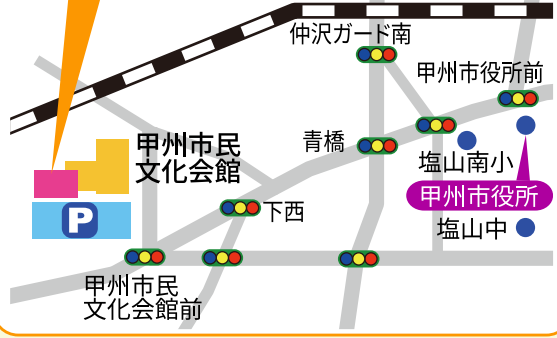 仲沢ガード南
甲州市役所前
青橋
甲州市民
文化会館
塩山南小
甲州市役所
P
下西
塩山中
甲州市民
文化会館前